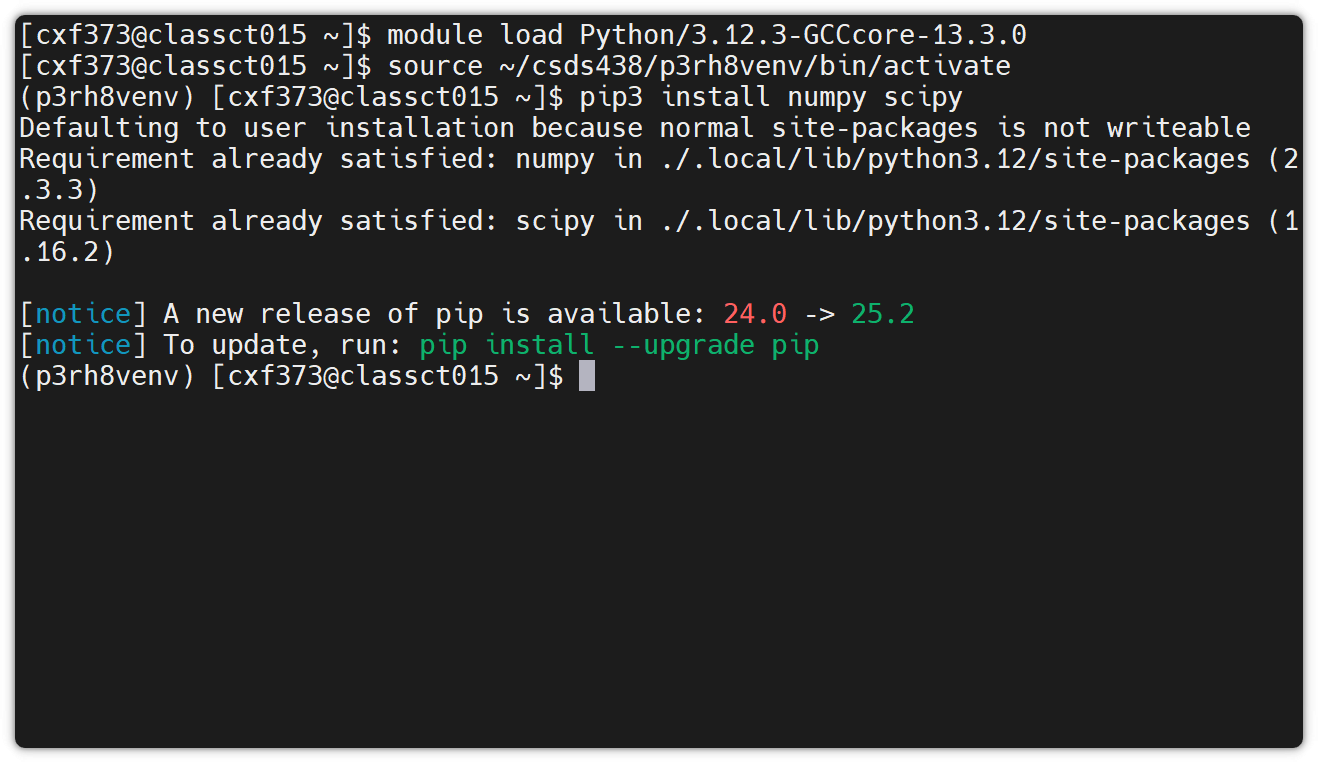 [cxf373@classct015 ~]$ module load Python/3.12.3-GCCcore-13.3.0
[cxf373@classct015 ~]$ source ~/csds438/p3rh8venv/bin/activate
(p3rh8venv) [cxf373@classct015 ~]$ pip3 install numpy scipy
Defaulting to user installation because normal site-packages is not writeable
Requirement already satisfied: numpy in ./.local/lib/python3.12/site-packages (2
.3.3)
Requirement already satisfied: scipy in ./.local/lib/python3.12/site-packages (1
.16.2)
[notice] A new release of pip is available: 24.0 -> 25.2
[notice] To update, run: pip install --upgrade pip
(p3rh8venv) [cxf373@classct015 ~]$